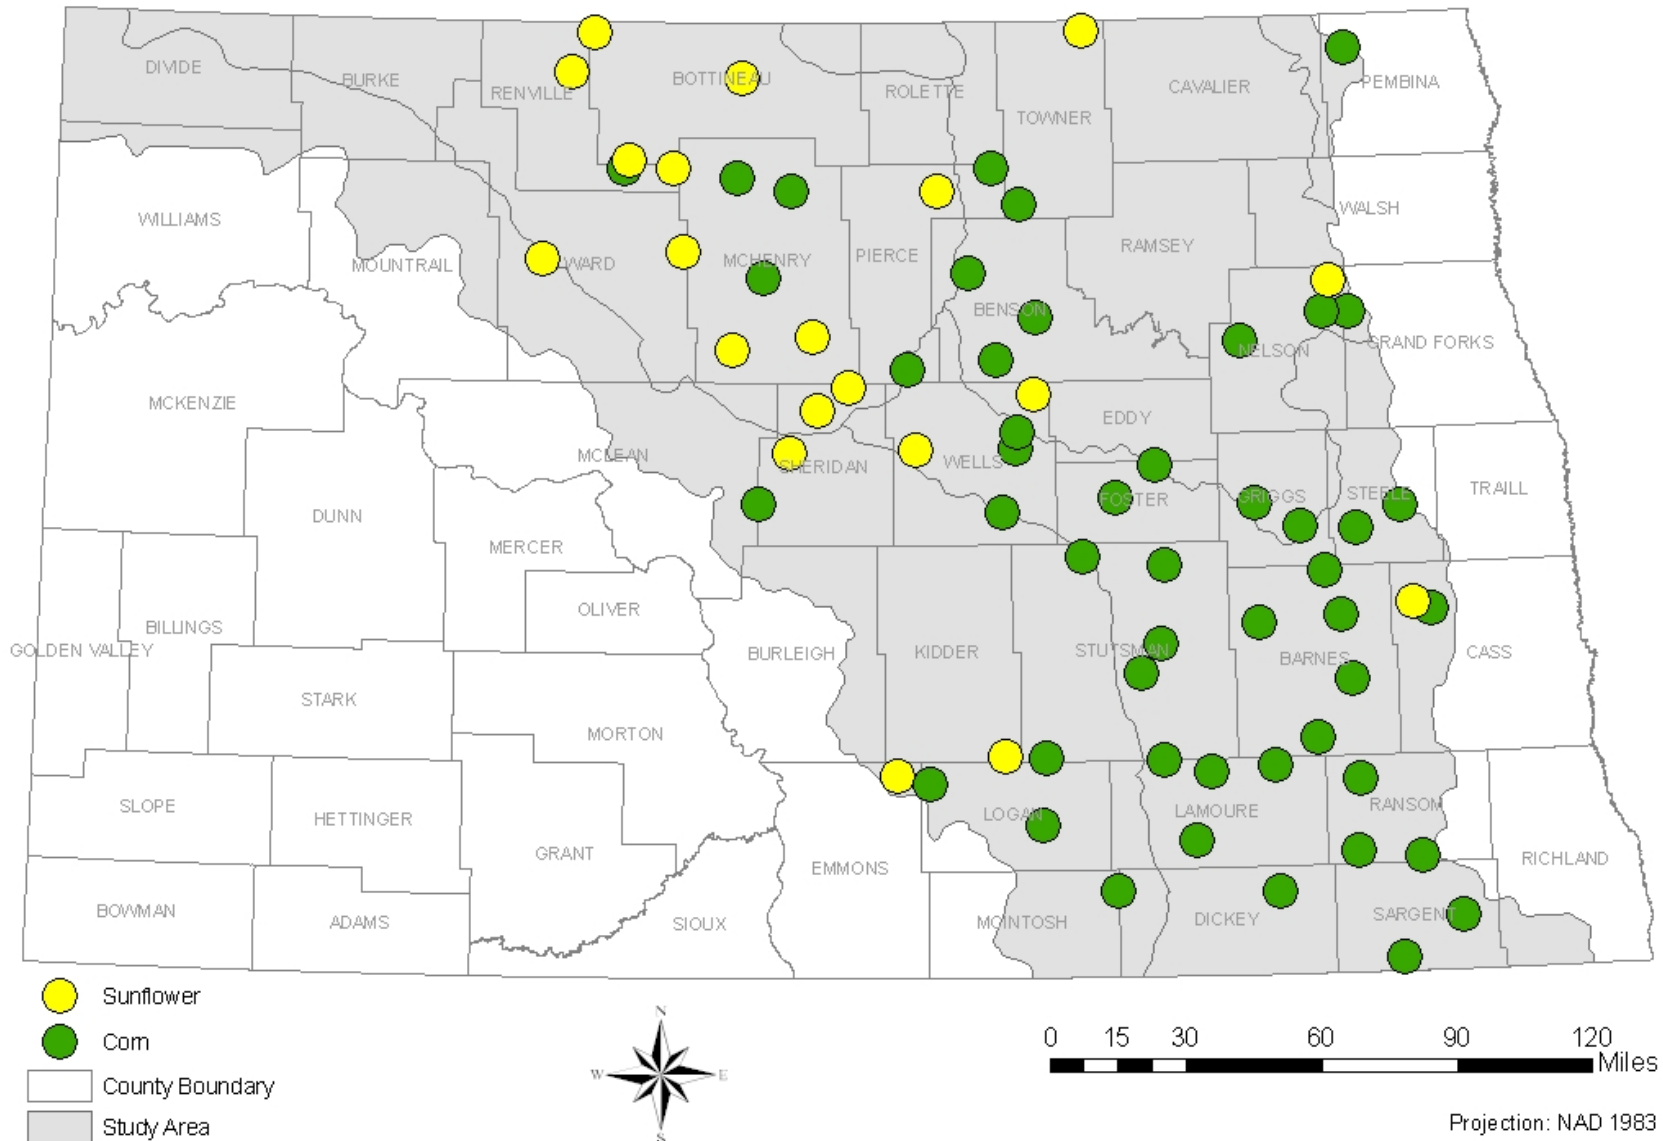 DIVIDE
BURKE
RENVILLE
BOTTINEAU
ROLETTE
TOWNER
CAVALIER
PEMBINA
WILLIAMS
MOUNTRAIL
WARD
MCHENRY
PIERCE
BENSON
RAMSEY
WALSH
NELSON
GRAND FORKS
MCKENZIE
DUNN
MCLEAN
MERCER
OLIVER
SHERIDAN
WELLS
EDDY
FOSTER
GRIGGS
STEELE
TRAILL
GOLDEN VALLEY
BILLINGS
STARK
MORTON
BURLEIGH
KIDDER
STUTSMAN
BARNES
CASS
SLOPE
HETTINGER
GRANT
EMMONS
LOGAN
LAMOURE
RANSOM
RICHLAND
BOWMAN
ADAMS
SIOUX
MCINTOSH
DICKEY
SARGENT
Sunflower
Corn
County Boundary
Study Area
N
W E
S
0 15 30 60 90 120
Miles
Projection: NAD 1983